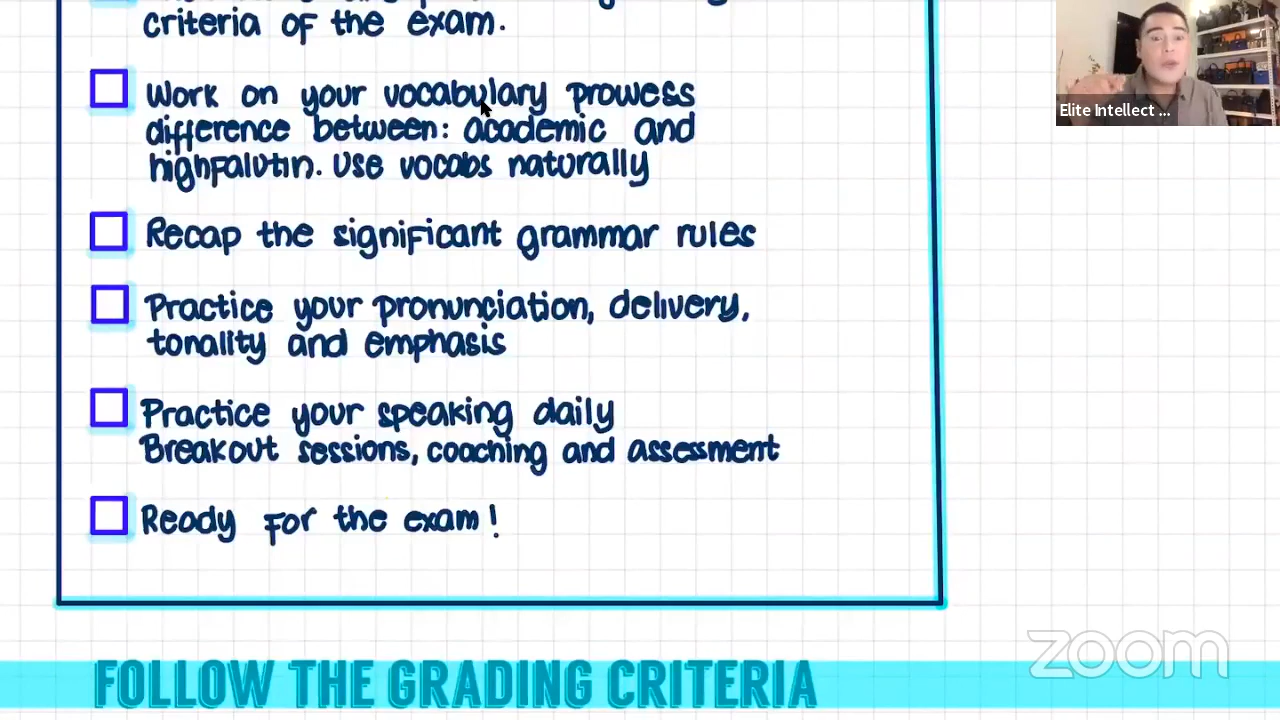 criteria of the exam.
Work on your vocabulary prowess
difference between: academic and
highfalutin. Use vocabs naturally
Recap the significant grammar rules
Practice your pronunciation, delivery,
tonality and emphasis
Practice your speaking daily
Breakout sessions, coaching and assessment
Ready for the exam!
FOLLOW THE GRADING CRITERIA
Elite Intellect ...
zoom